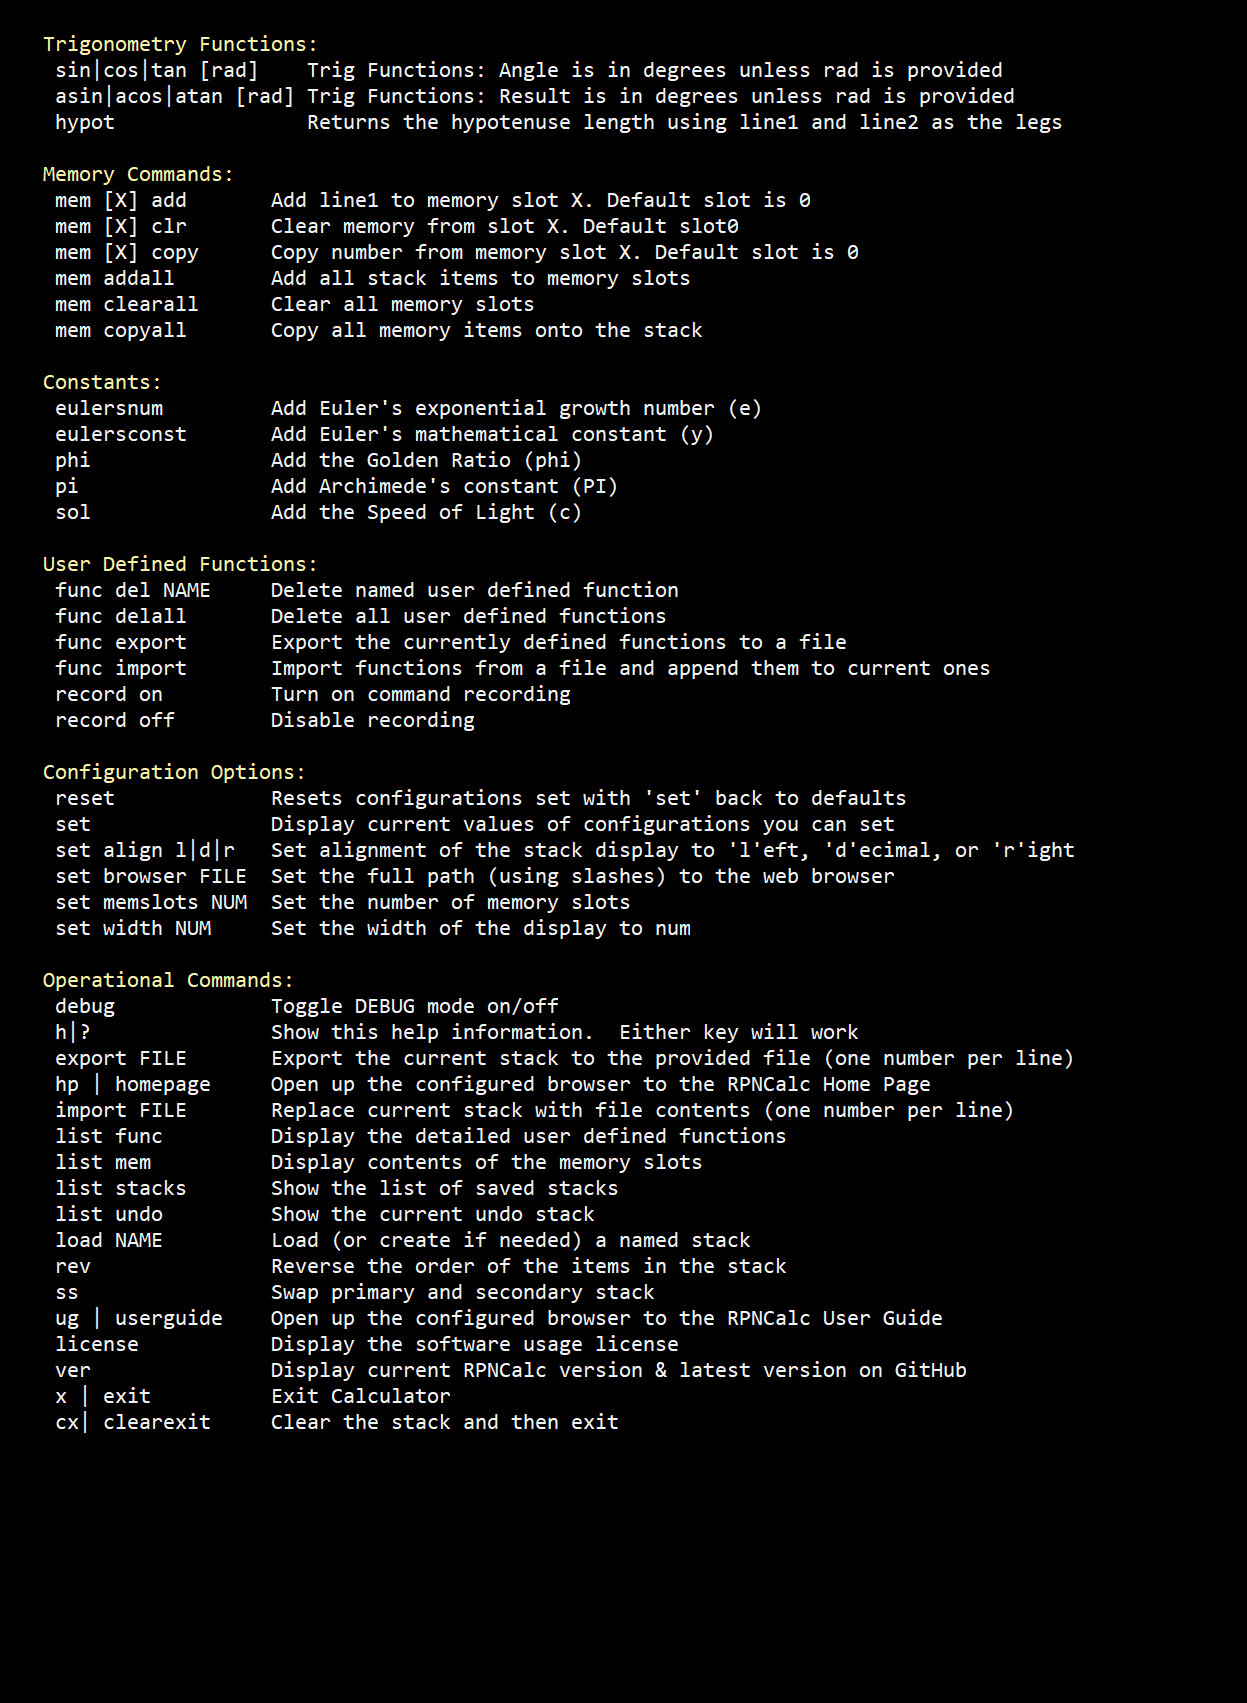 Trigonometry Functions:
sin|cos|tan [rad]    Trig Functions: Angle is in degrees unless rad is provided
asin|acos|atan [rad] Trig Functions: Result is in degrees unless rad is provided
hypot                Returns the hypotenuse length using line1 and line2 as the legs
Memory Commands:
mem [X] add       Add line1 to memory slot X. Default slot is 0
mem [X] clr       Clear memory from slot X. Default slot0
mem [X] copy      Copy number from memory slot X. Default slot is 0
mem addall        Add all stack items to memory slots
mem clearall      Clear all memory slots
mem copyall       Copy all memory items onto the stack
Constants:
eulersnum         Add Euler's exponential growth number (e)
eulersconst       Add Euler's mathematical constant (y)
phi               Add the Golden Ratio (phi)
pi                Add Archimede's constant (PI)
sol               Add the Speed of Light (c)
User Defined Functions:
func del NAME     Delete named user defined function
func delall       Delete all user defined functions
func export       Export the currently defined functions to a file
func import       Import functions from a file and append them to current ones
record on         Turn on command recording
record off        Disable recording
Configuration Options:
reset             Resets configurations set with 'set' back to defaults
set               Display current values of configurations you can set
set align l|d|r   Set alignment of the stack display to 'l'eft, 'd'ecimal, or 'r'ight
set browser FILE  Set the full path (using slashes) to the web browser
set memslots NUM  Set the number of memory slots
set width NUM     Set the width of the display to num
Operational Commands:
debug             Toggle DEBUG mode on/off
h|?               Show this help information.  Either key will work
export FILE       Export the current stack to the provided file (one number per line)
hp | homepage     Open up the configured browser to the RPNCalc Home Page
import FILE       Replace current stack with file contents (one number per line)
list func         Display the detailed user defined functions
list mem          Display contents of the memory slots
list stacks       Show the list of saved stacks
list undo         Show the current undo stack
load NAME         Load (or create if needed) a named stack
rev               Reverse the order of the items in the stack
ss                Swap primary and secondary stack
ug | userguide    Open up the configured browser to the RPNCalc User Guide
license           Display the software usage license
ver               Display current RPNCalc version & latest version on GitHub
x | exit          Exit Calculator
cx| clearexit     Clear the stack and then exit